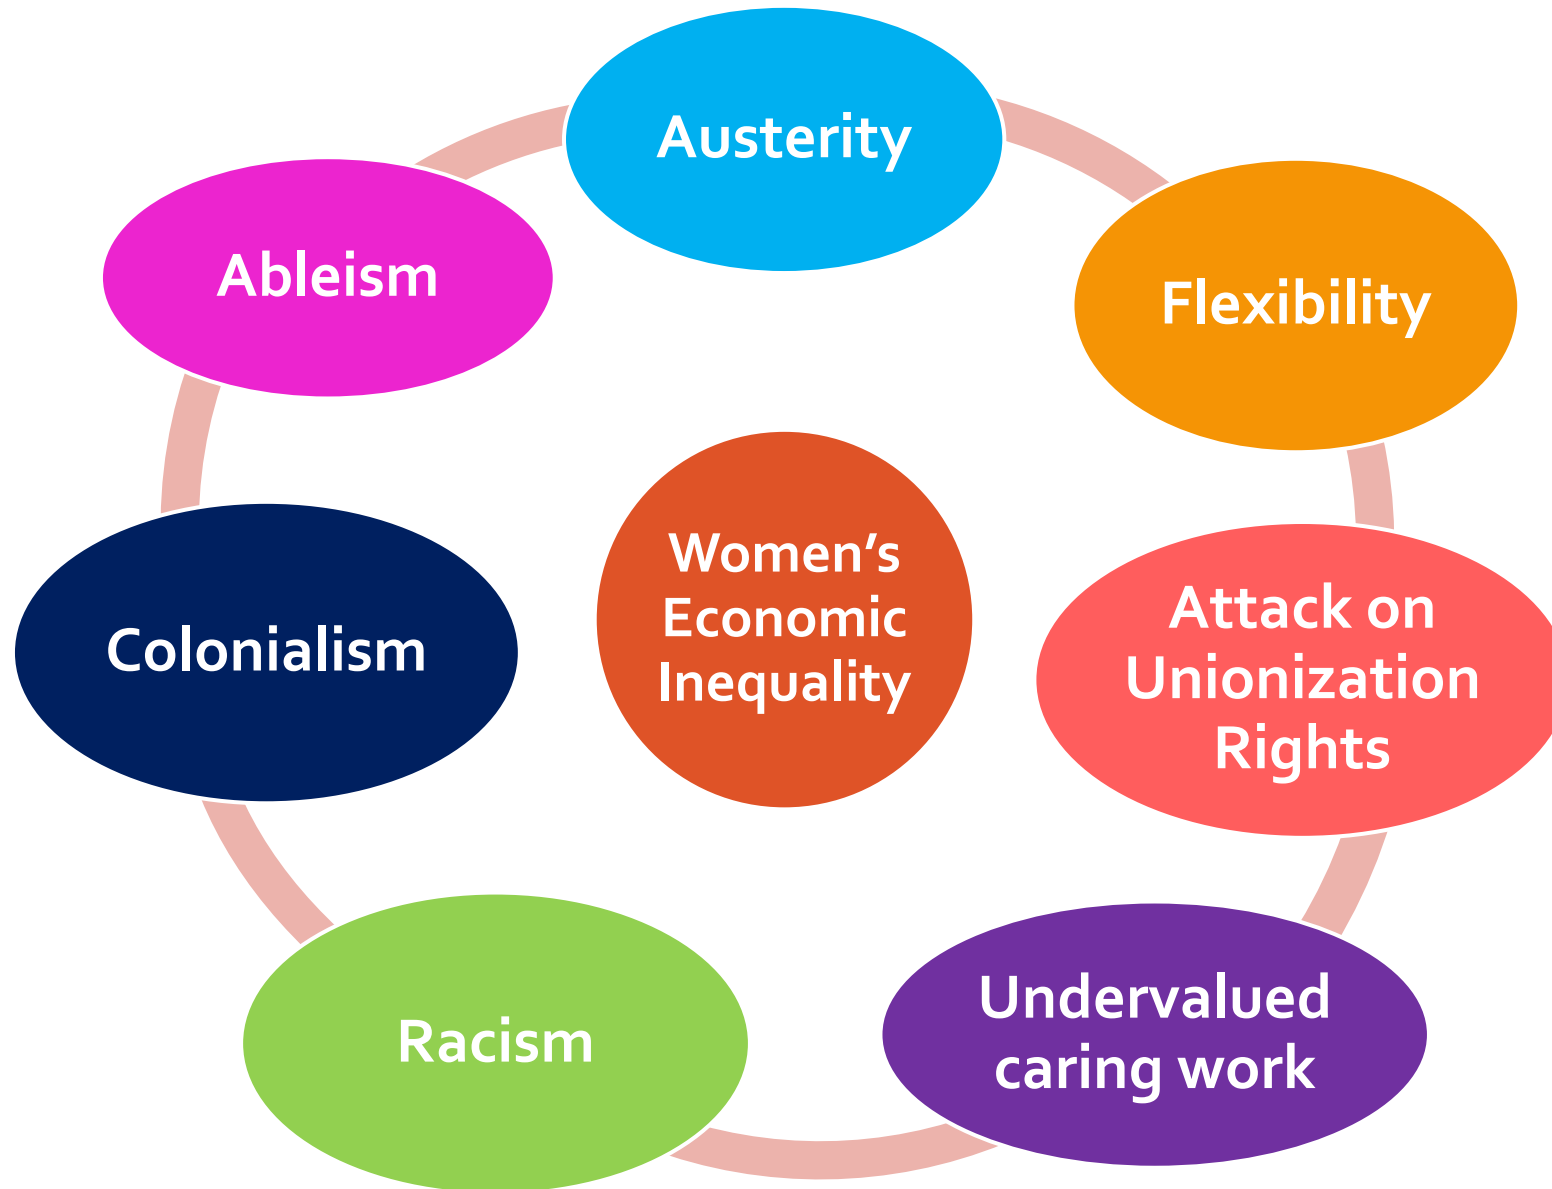 Austerity
Flexibility
Attack on
Unionization
Rights
Undervalued
caring work
Racism
Colonialism
Ableism
Women’s
Economic
Inequality